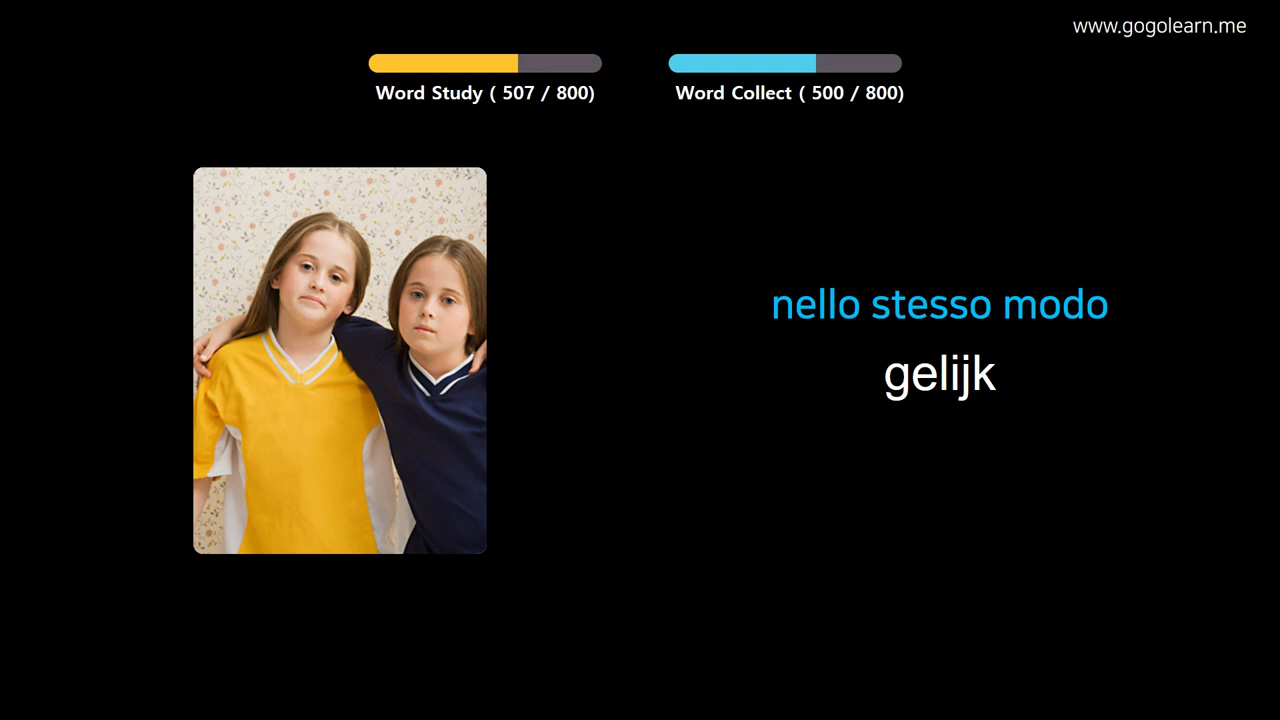 www.gogolearn.me
Word Study ( 507 / 800)
Word Collect ( 500 / 800)
nello stesso modo
gelijk